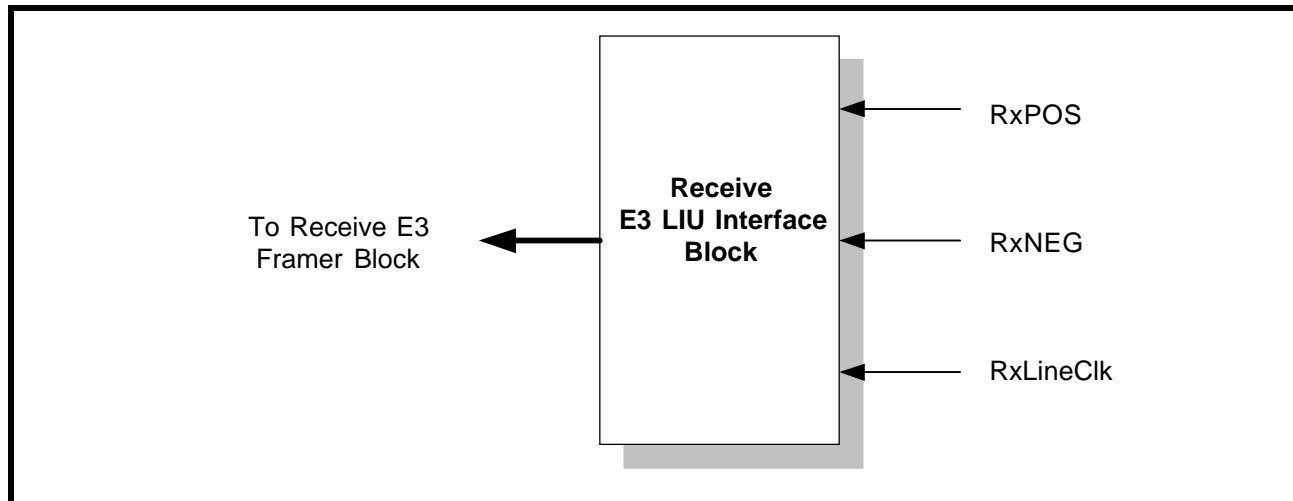 To Receive E3
Framer Block
Receive
E3 LIU Interface
Block
RxPOS
RxNEG
RxLineClk